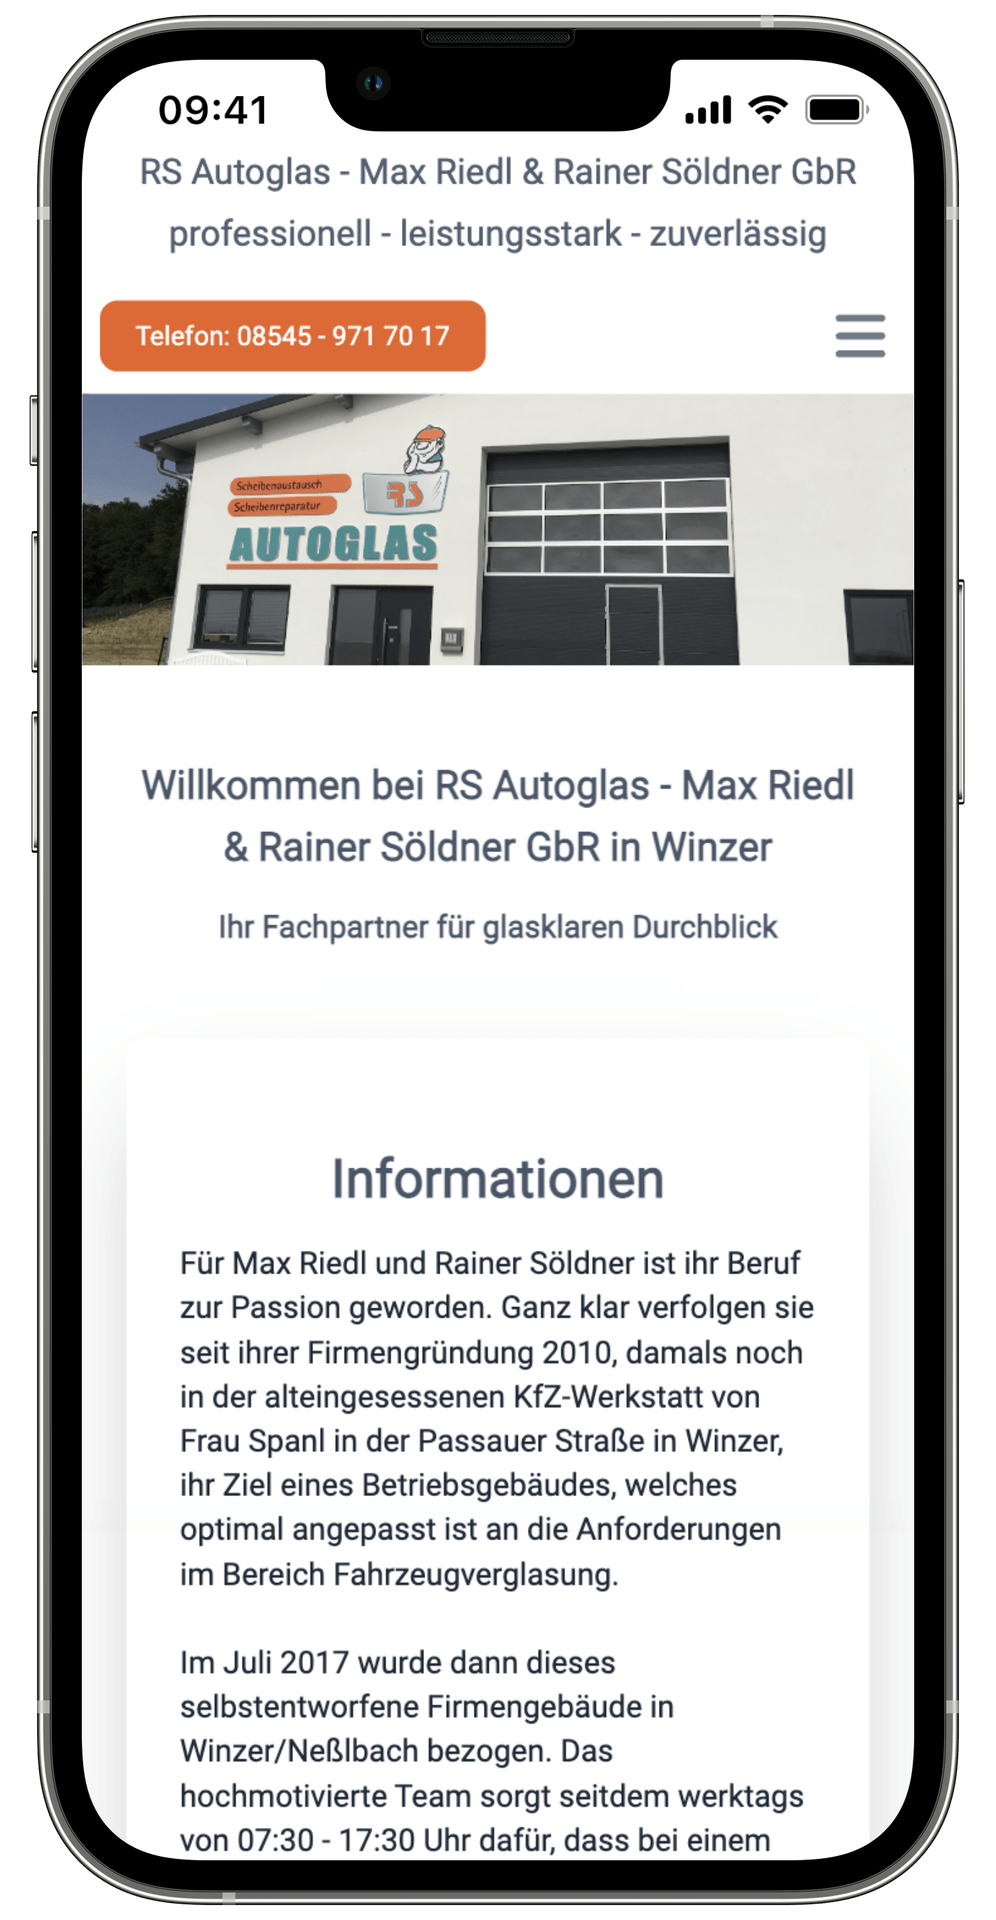 09:41
RS Autoglas - Max Riedl & Rainer Söldner GbR
professionell - leistungsstark - zuverlässig
Telefon: 08545 - 971 70 17
Scheibenaustausch
Scheibenreparatur
RS
AUTOGLAS
Willkommen bei RS Autoglas - Max Riedl
& Rainer Söldner GbR in Winzer
Ihr Fachpartner für glasklaren Durchblick
Informationen
Für Max Riedl und Rainer Söldner ist ihr Beruf
zur Passion geworden. Ganz klar verfolgen sie
seit ihrer Firmengründung 2010, damals noch
in der alteingesessenen KfZ-Werkstatt von
Frau Spanl in der Passauer Straße in Winzer,
ihr Ziel eines Betriebsgebäudes, welches
optimal angepasst ist an die Anforderungen
im Bereich Fahrzeugverglasung.
Im Juli 2017 wurde dann dieses
selbstentworfene Firmengebäude in
Winzer/Neßlbach bezogen. Das
hochmotivierte Team sorgt seitdem werktags
von 07:30 - 17:30 Uhr dafür, dass bei einem